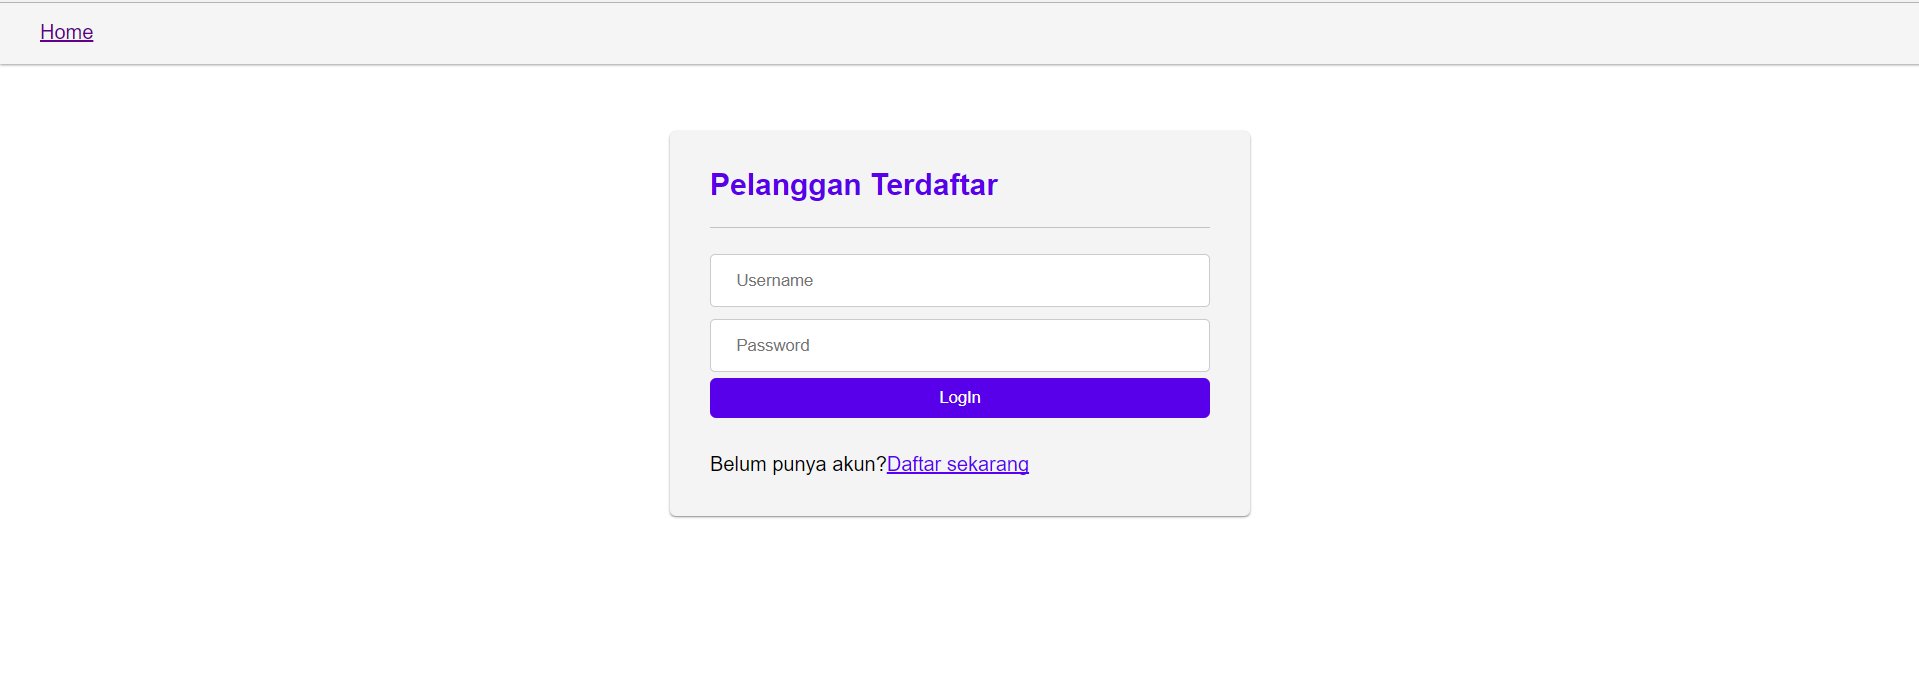 Home
Pelanggan Terdaftar
Username
Password
LogIn
Belum punya akun?Daftar sekarang